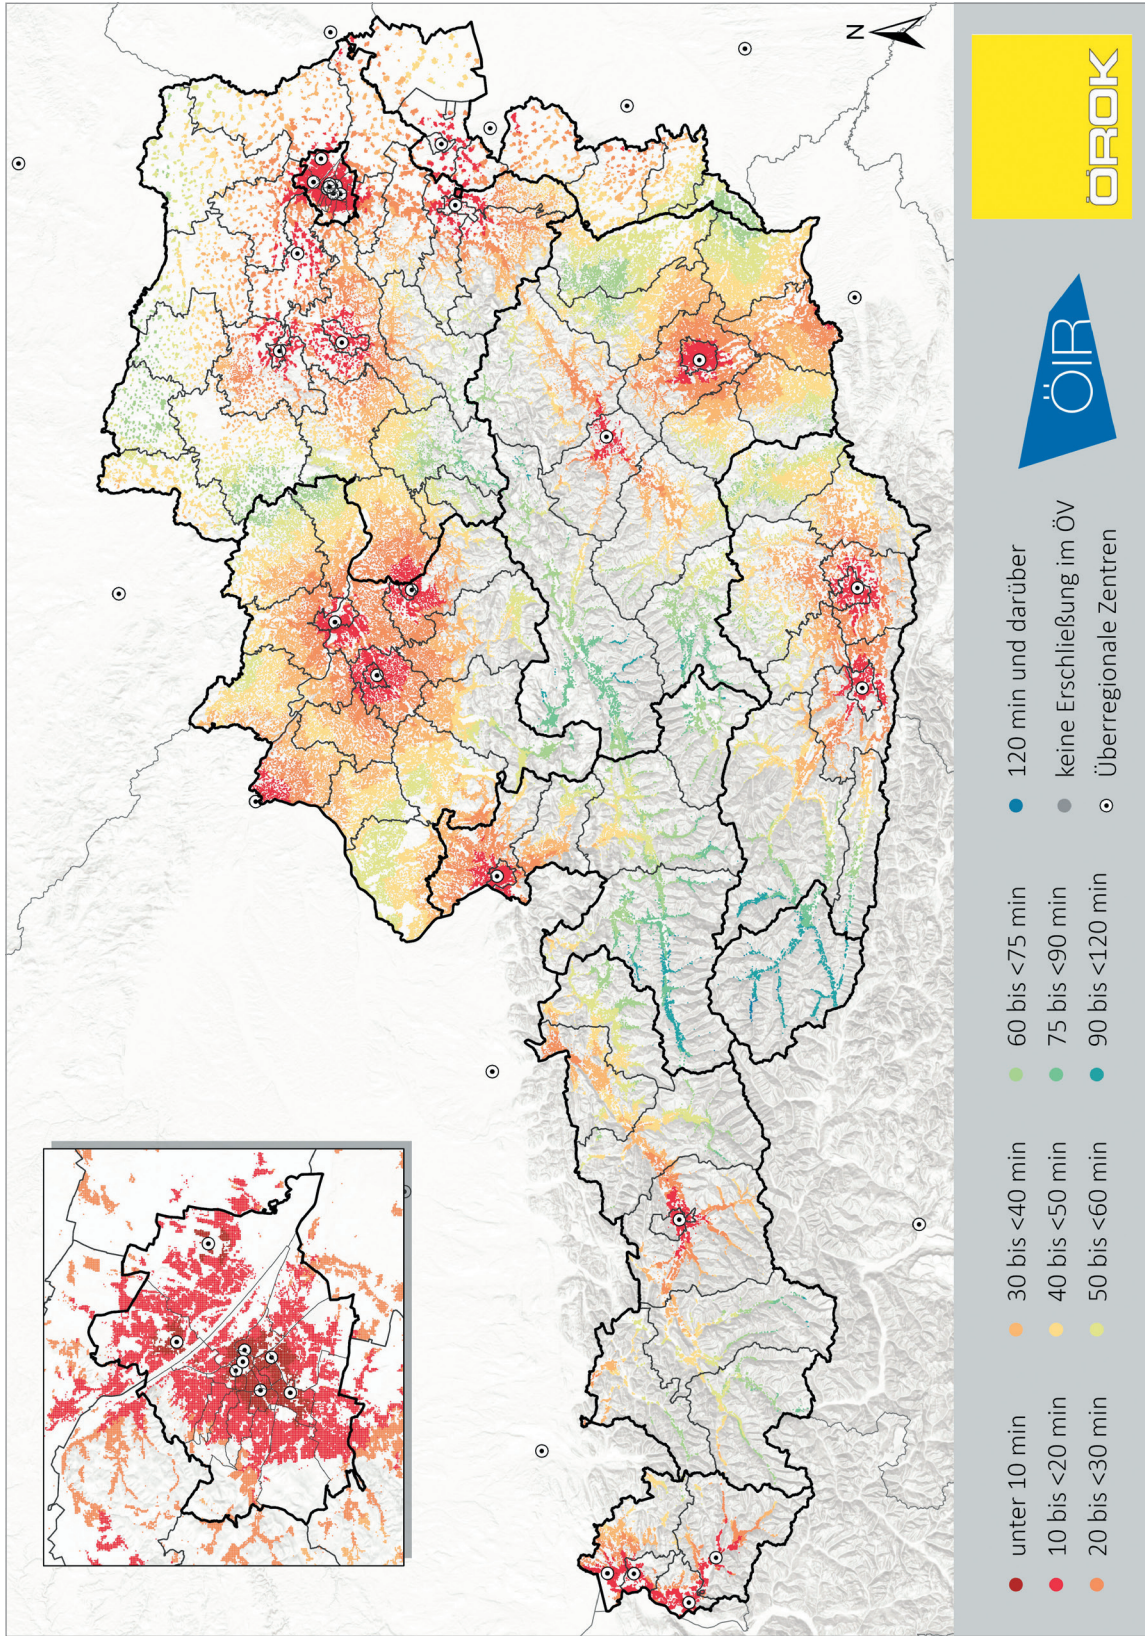 N
unter 10 min
10 bis <20 min
20 bis <30 min
30 bis <40 min
40 bis <50 min
50 bis <60 min
60 bis <75 min
75 bis <90 min
90 bis <120 min
120 min und darüber
keine Erschließung im ÖV
Überregionale Zentren
ÖIR
ÖROK